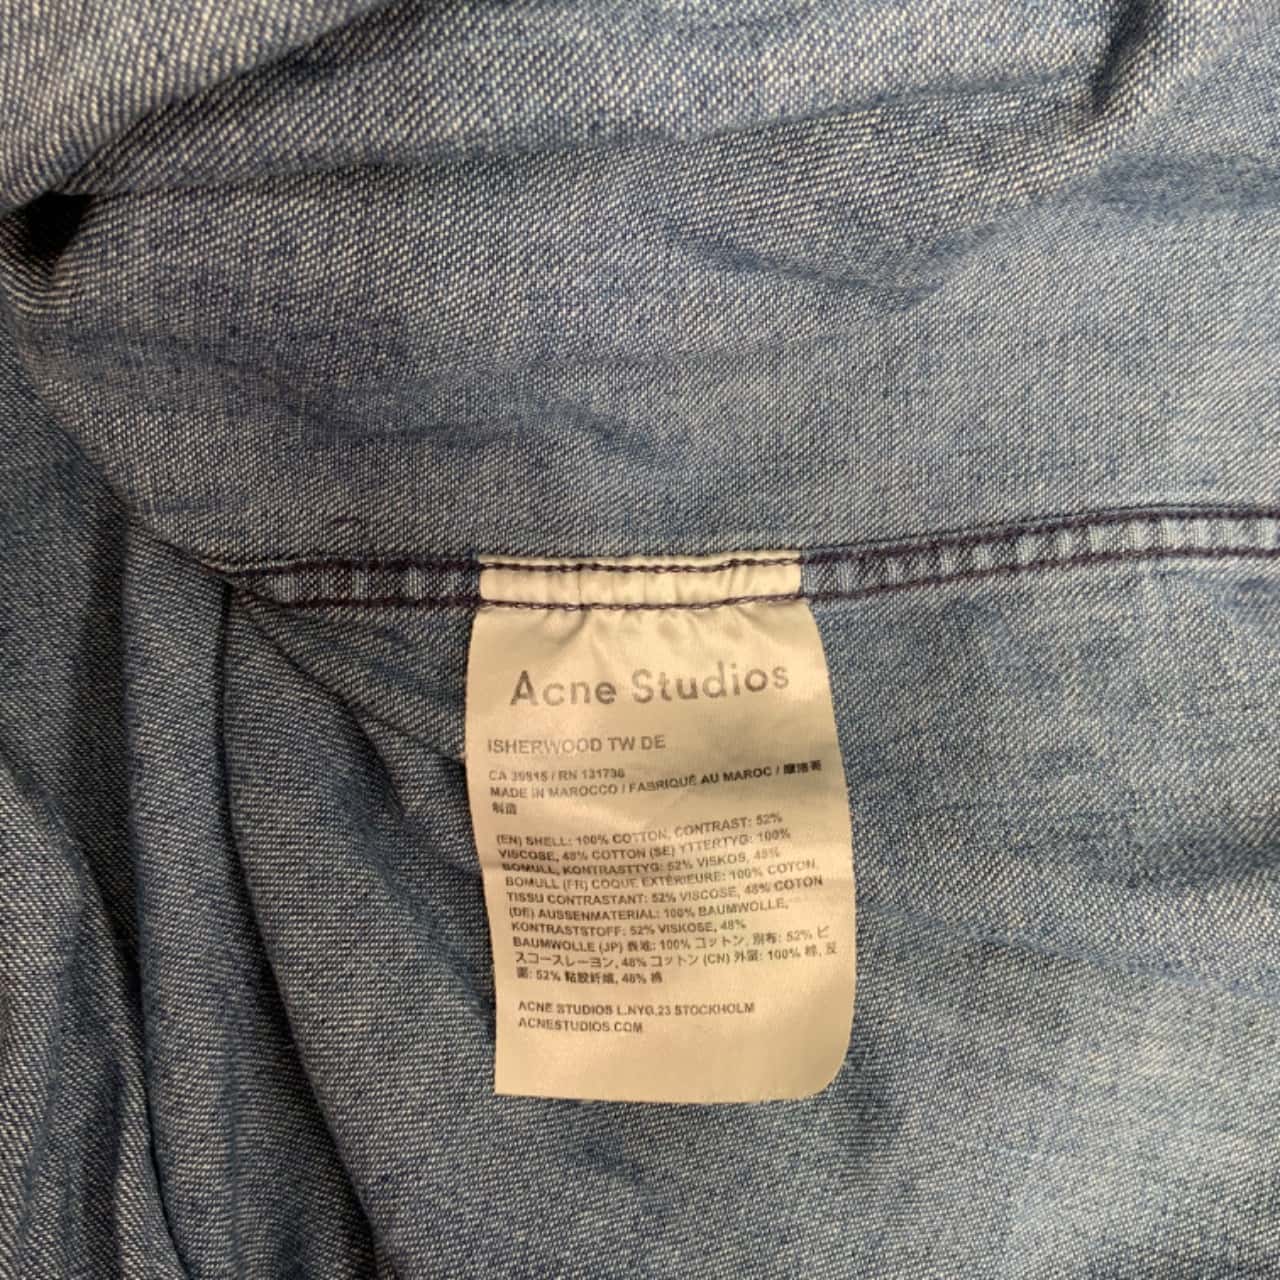 Acne Studios
ISHERWOOD TW DE
CA 39815 / RN 131736
MADE IN MAROCCO / FABRIQUÉ AU MAROC / 摩洛哥
制造
(EN) SHELL: 100% COTTON, CONTRAST: 52%
VISCOSE, 48% COTTON (SE) YTTERTYG: 100%
BOMULL, KONTRASTTYG: 52% VISKOS, 48%
BOMULL (FR) COQUE EXTÉRIEURE: 100% COTON,
TISSU CONTRASTANT: 52% VISCOSE, 48% COTON
(DE) AUSSENMATERIAL: 100% BAUMWOLLE,
KONTRASTSTOFF: 52% VISKOSE, 48%
BAUMWOLLE (JP) 表地: 100% コットン, 別布: 52% ビ
スコースレーヨン, 48% コットン (CN) 外层: 100% 棉, 反
面: 52% 粘胶纤维, 48% 棉
ACNE STUDIOS L.NYG.23 STOCKHOLM
ACNESTUDIOS.COM